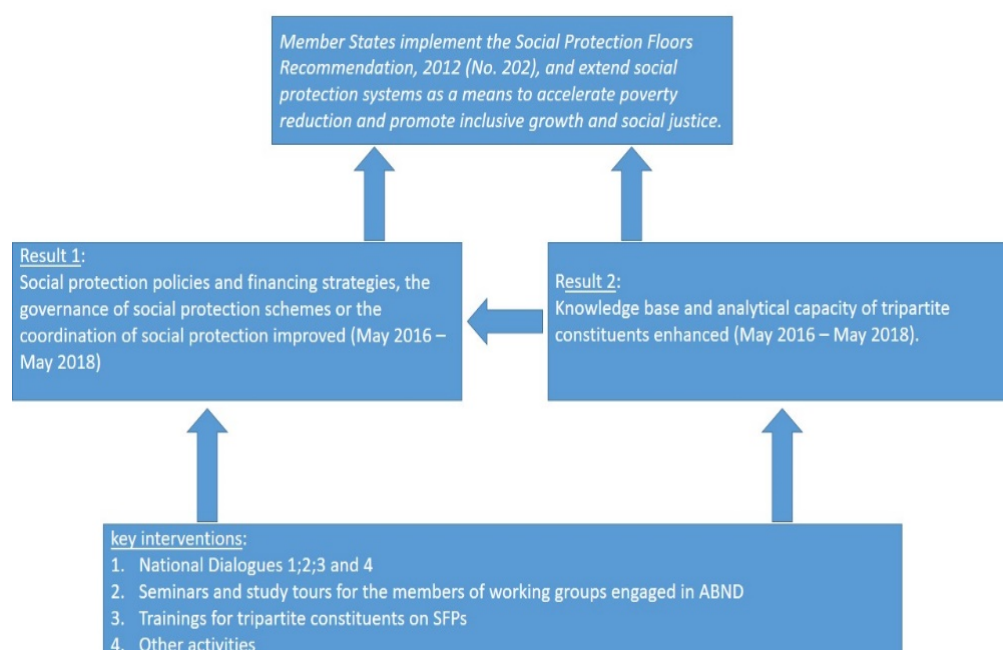 Member States implement the Social Protection Floors
Recommendation, 2012 (No. 202), and extend social
protection systems as a means to accelerate poverty
reduction and promote inclusive growth and social justice.
Result 1:
Social protection policies and financing strategies, the
governance of social protection schemes or the
coordination of social protection improved (May 2016 –
May 2018)
Result 2:
Knowledge base and analytical capacity of tripartite
constituents enhanced (May 2016 – May 2018).
key interventions:
1. National Dialogues 1;2;3 and 4
2. Seminars and study tours for the members of working groups engaged in ABND
3. Trainings for tripartite constituents on SFPs
4. Other activities